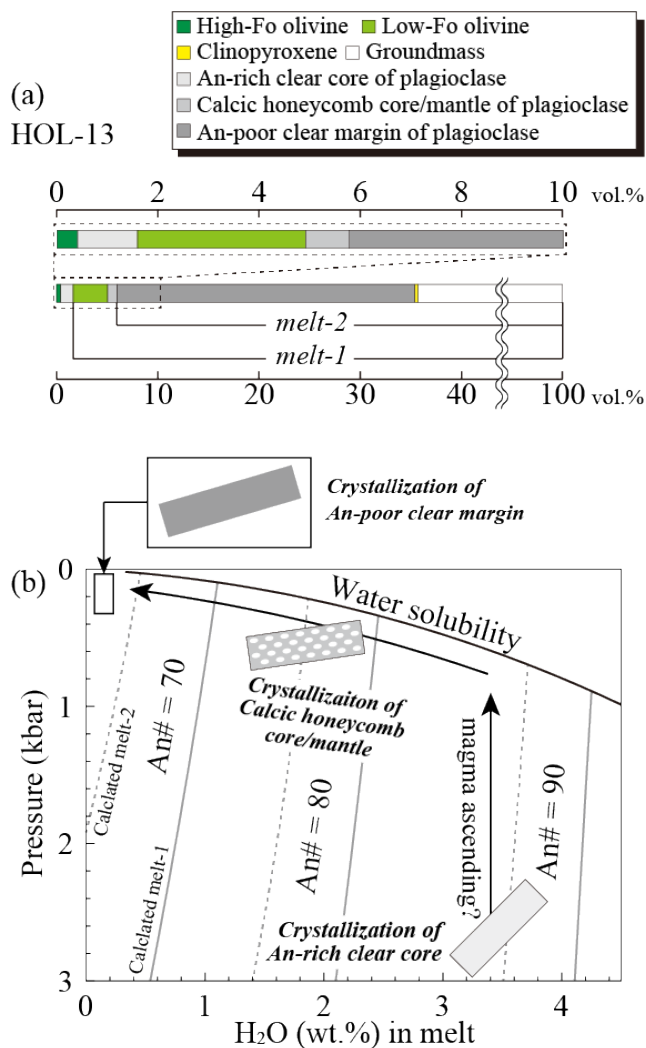 High-Fo olivine Low-Fo olivine
Clinopyroxene Groundmass
An-rich clear core of plagioclase
Calcic honeycomb core/mantle of plagioclase
An-poor clear margin of plagioclase
(a)
HOL-13
0 2 4 6 8 10 vol.%
melt-2
melt-1
0 10 20 30 40 100 vol.%
Crystallization of
An-poor clear margin
(b)
0
1
2
3
Pressure (kbar)
Water solubility
Calclated melt-2
An# = 70
Calclated melt-1
Crystallizaiton of
Calcic honeycomb
core/mantle
An# = 80
magma ascending?
An# = 90
Crystallization of
An-rich clear core
0 1 2 3 4
H₂O (wt.%) in melt